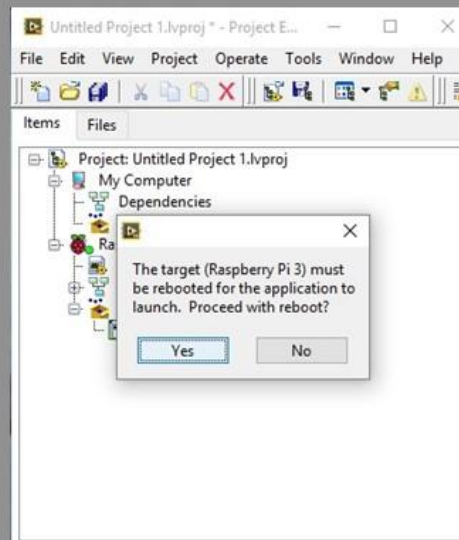 Untitled Project 1.lvproj * - Project E...
File Edit View Project Operate Tools Window Help
Items Files
Project: Untitled Project 1.lvproj
My Computer
Dependencies
Ra
The target (Raspberry Pi 3) must
be rebooted for the application to
launch. Proceed with reboot?
Yes No